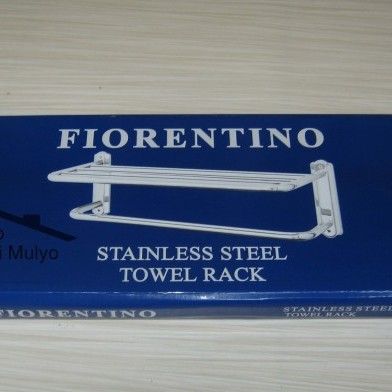 FIORENTINO
STAINLESS STEEL
TOWEL RACK
Mulyo
FIORENTINO
STAINLESS STEEL
TOWEL RACK